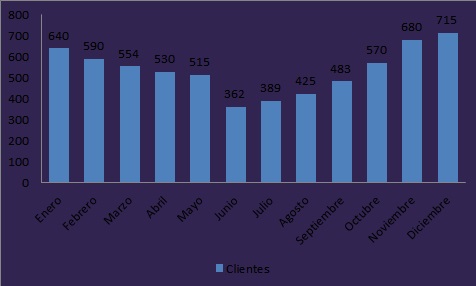 800
700
600
500
400
300
200
100
0
640
590
554
530
515
362
389
425
483
570
680
715
Enero
Febrero
Marzo
Abril
Mayo
Junio
Julio
Agosto
Septiembre
Octubre
Noviembre
Diciembre
Clientes